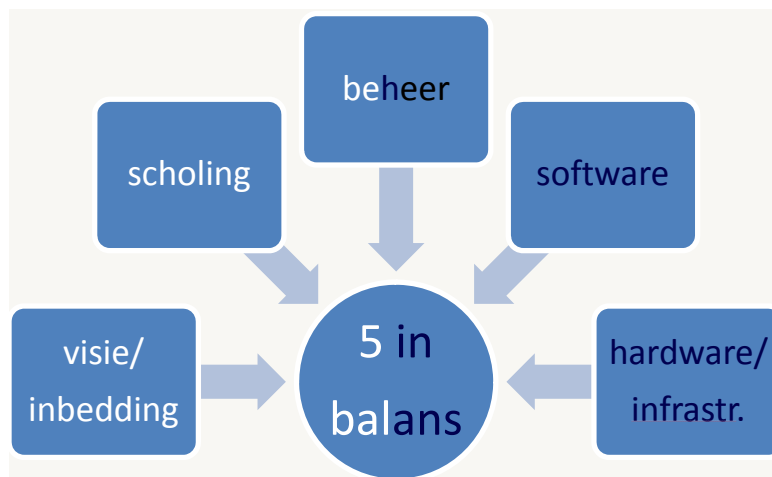 beheer
scholing
software
visie/
inbedding
5 in
balans
hardware/
infrastr.